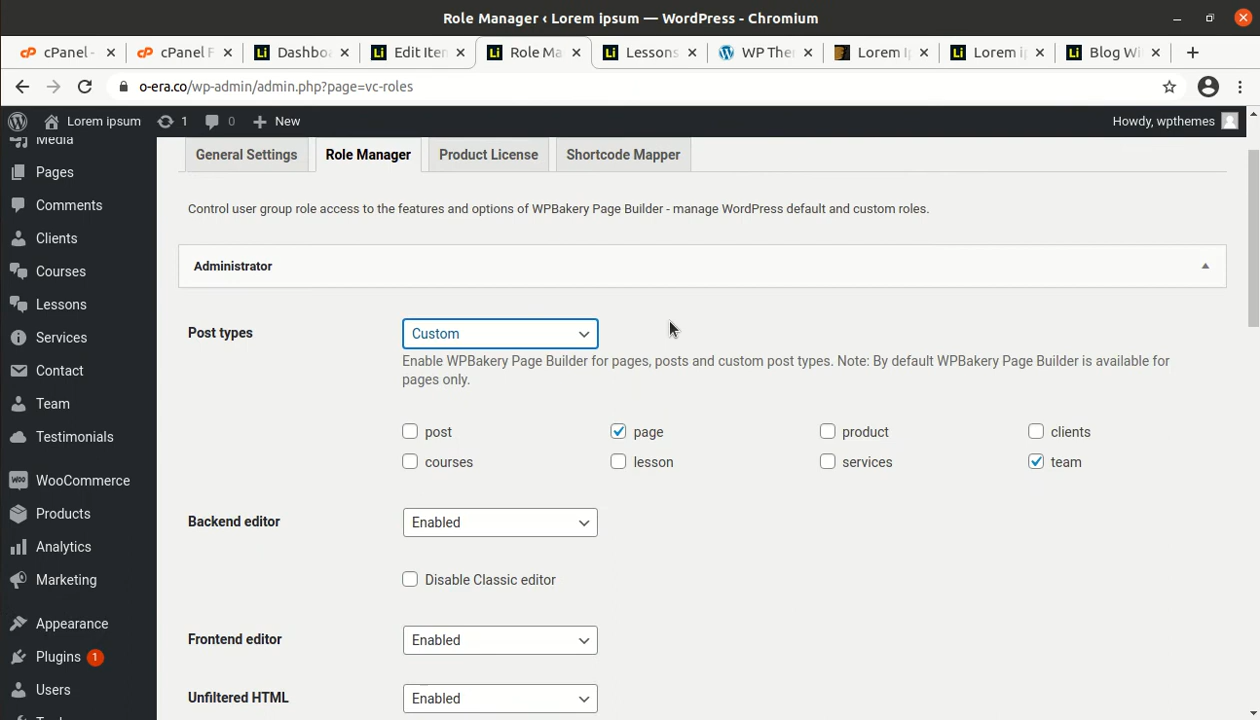 Role Manager ‹ Lorem ipsum — WordPress - Chromium
cPanel - cPanel F Dashbo Edit Iter Role Ma Lessons WP The Lorem I Lorem i Blog Wi
o-era.co/wp-admin/admin.php?page=vc-roles
Lorem ipsum 1 0 New Howdy, wpthemes
Media
Pages
Comments
Clients
Courses
Lessons
Services
Contact
Team
Testimonials
WooCommerce
Products
Analytics
Marketing
Appearance
Plugins 1
Users
General Settings Role Manager Product License Shortcode Mapper
Control user group role access to the features and options of WPBakery Page Builder - manage WordPress default and custom roles.
Administrator
Post types Custom
Enable WPBakery Page Builder for pages, posts and custom post types. Note: By default WPBakery Page Builder is available for
pages only.
post page product clients
courses lesson services team
Backend editor Enabled
Disable Classic editor
Frontend editor Enabled
Unfiltered HTML Enabled